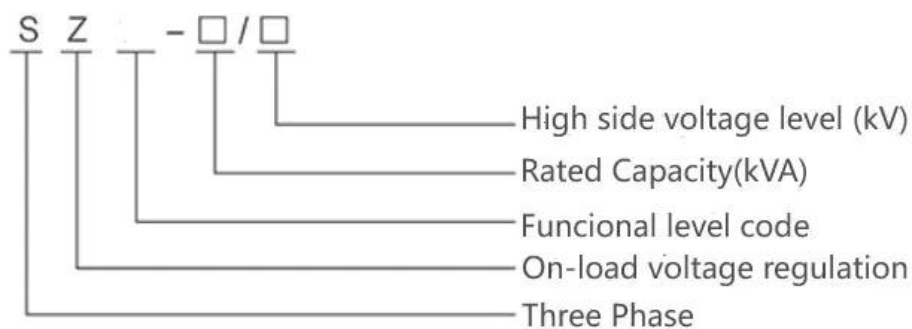 S Z - □ / □
High side voltage level (kV)
Rated Capacity(kVA)
Funcional level code
On-load voltage regulation
Three Phase